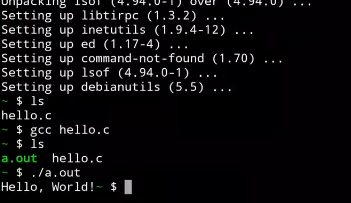 Unpacking lsof (4.94.0-1) over (4.94.0) ...
Setting up libtirpc (1.3.2) ...
Setting up inetutils (1.9.4-12) ...
Setting up ed (1.17-4) ...
Setting up command-not-found (1.70) ...
Setting up lsof (4.94.0-1) ...
Setting up debianutils (5.5) ...
~ $ ls
hello.c
~ $ gcc hello.c
~ $ ls
a.out  hello.c
~ $ ./a.out
Hello, World!~ $